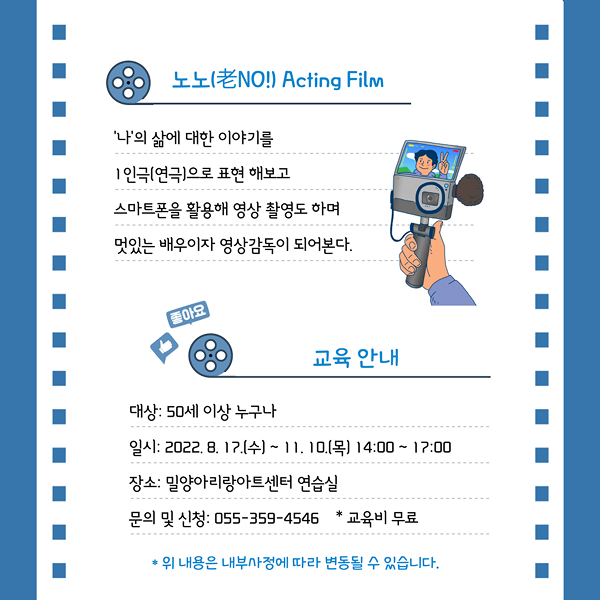 노노(老NO!) Acting Film
'나'의 삶에 대한 이야기를
1인극(연극)으로 표현 해보고
스마트폰을 활용해 영상 촬영도 하며
멋있는 배우이자 영상감독이 되어본다.
좋아요
교육 안내
대상: 50세 이상 누구나
일시: 2022. 8. 17.(수) ~ 11. 10.(목) 14:00 ~ 17:00
장소: 밀양아리랑아트센터 연습실
문의 및 신청: 055-359-4546 * 교육비 무료
* 위 내용은 내부사정에 따라 변동될 수 있습니다.